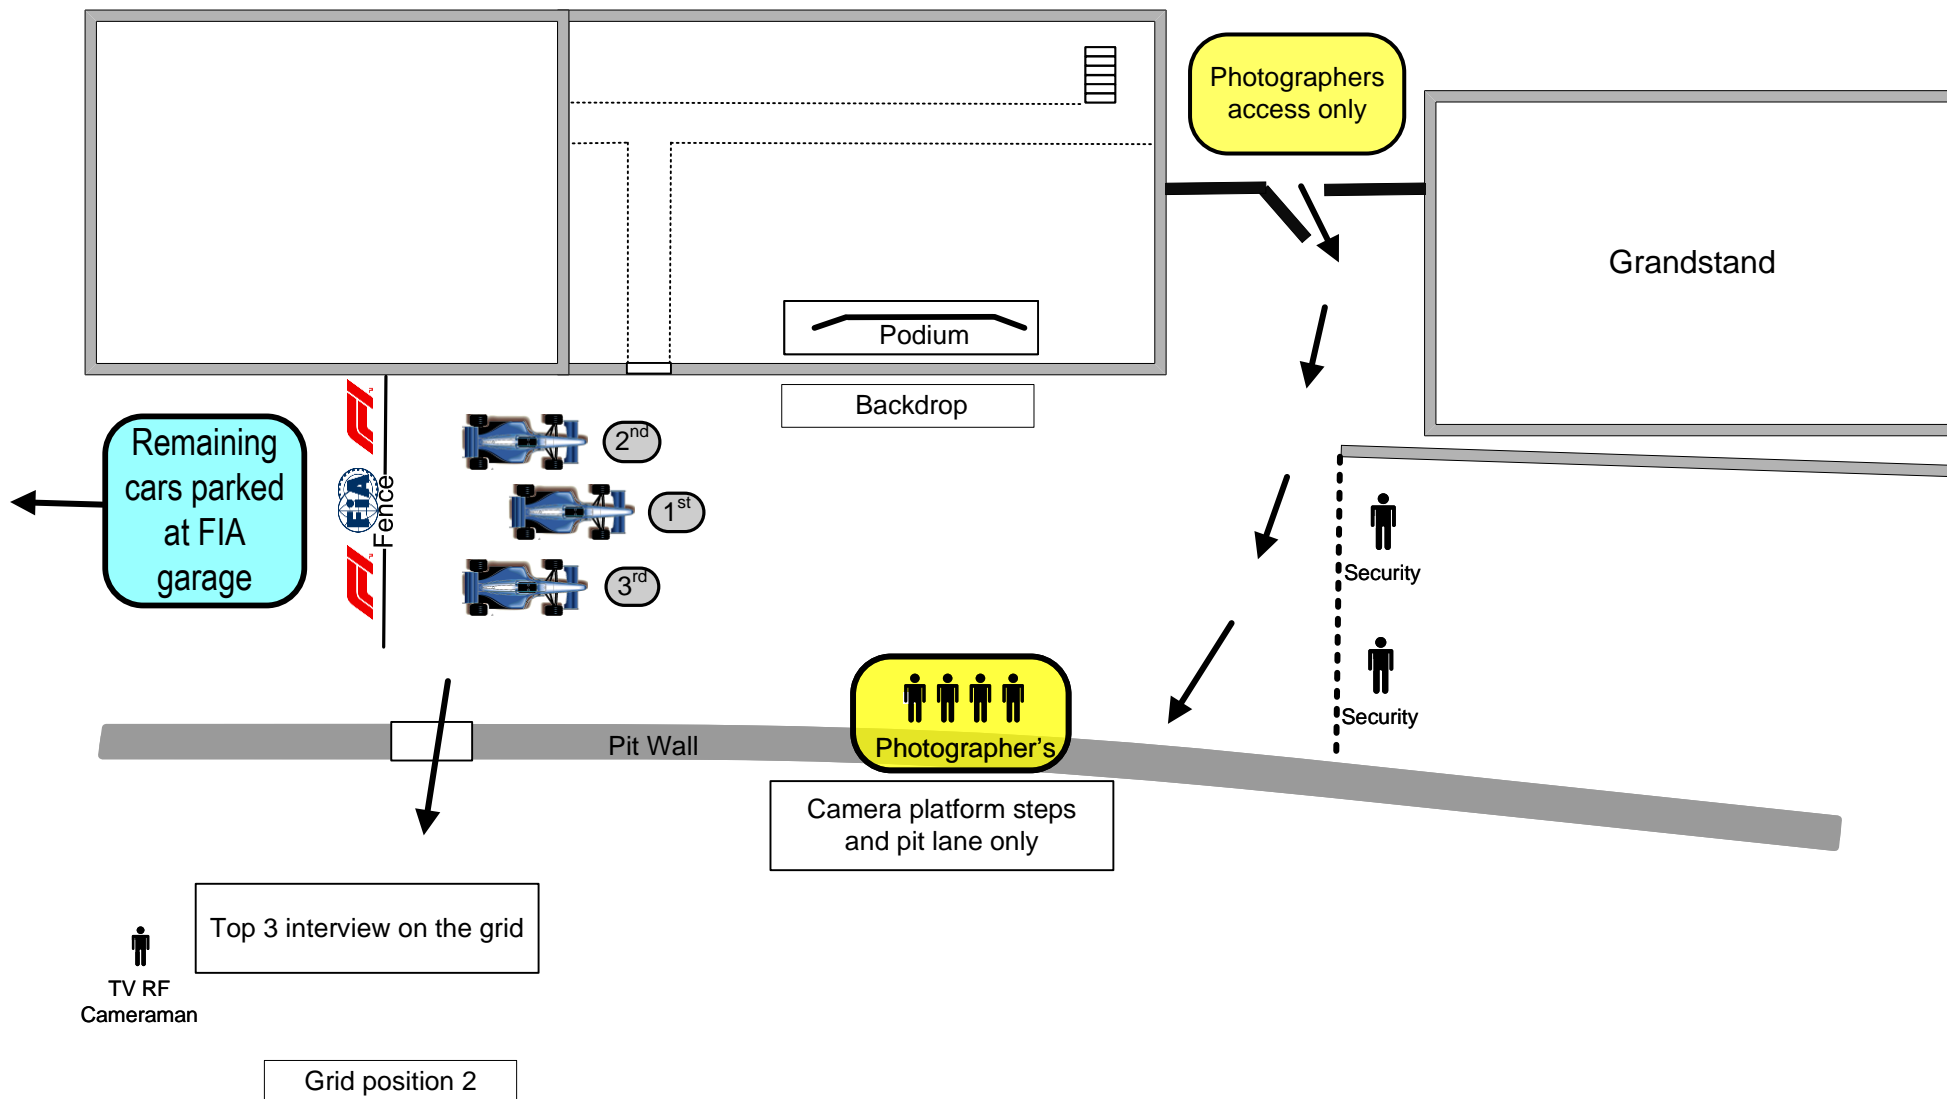 Photographers
access only
Grandstand
Podium
Backdrop
Remaining
cars parked
at FIA
garage
F1
FiA
F1
Fence
2nd
1st
3rd
Security
Security
Pit Wall
Photographer's
Camera platform steps
and pit lane only
Top 3 interview on the grid
TV RF
Cameraman
Grid position 2